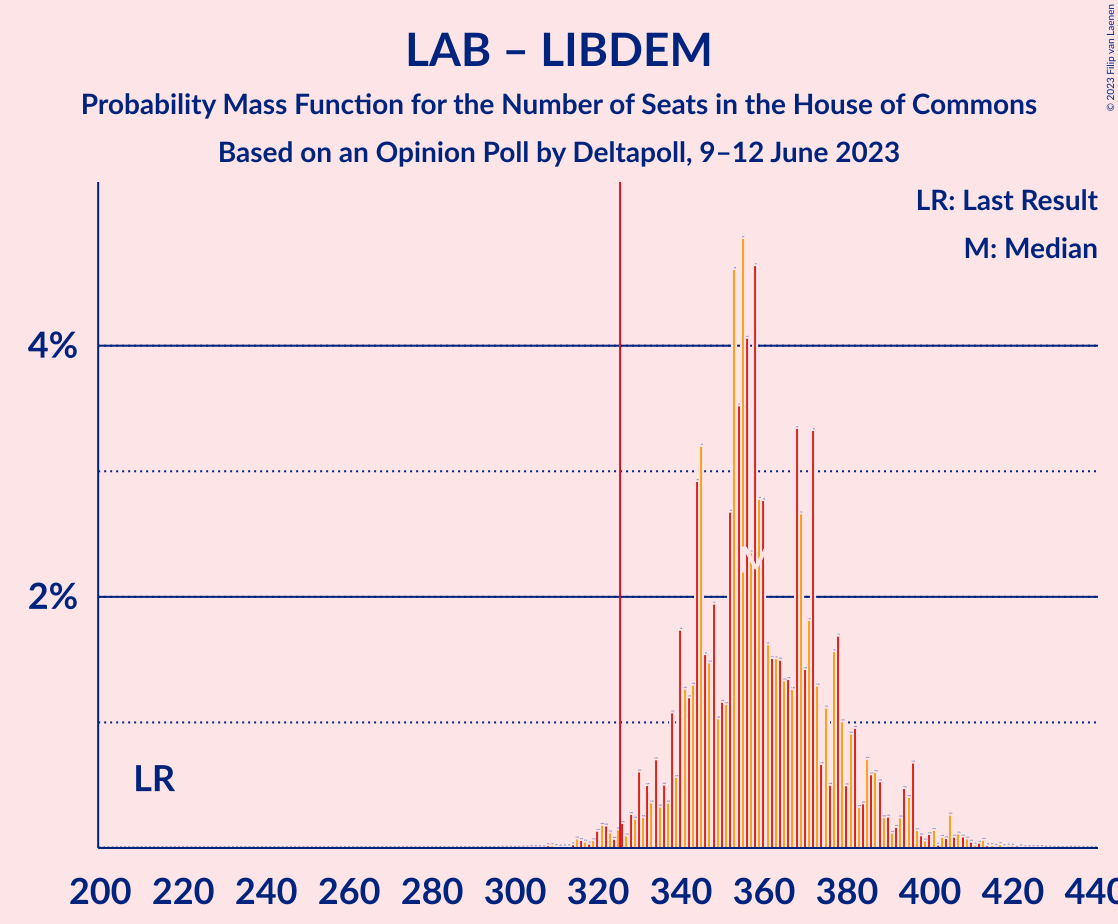 LAB – LIBDEM
Probability Mass Function for the Number of Seats in the House of Commons
Based on an Opinion Poll by Deltapoll, 9–12 June 2023
© 2023 Filip van Laenen
LR: Last Result
M: Median
4%
2%
M
LR
200 220 240 260 280 300 320 340 360 380 400 420 440